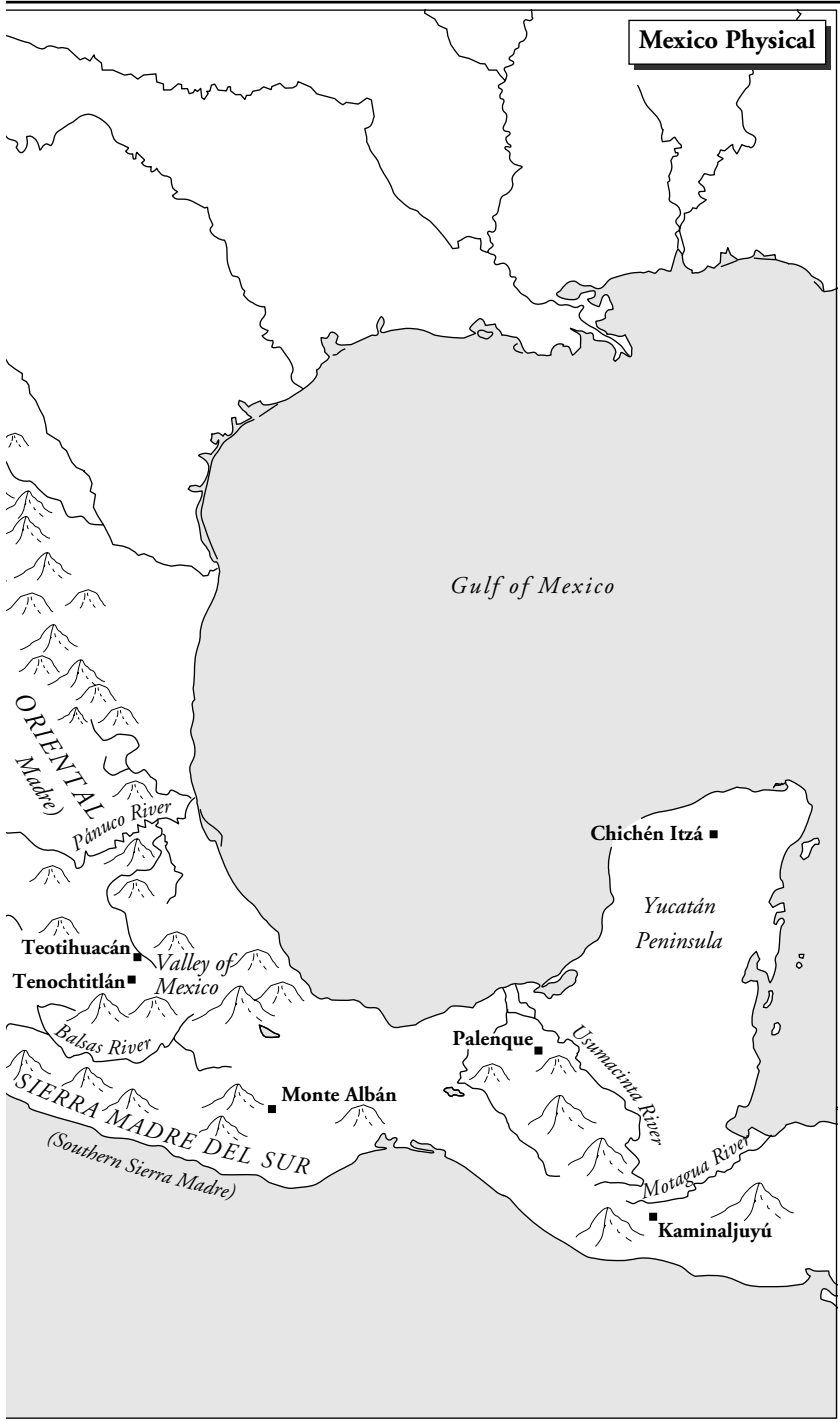 Mexico Physical
Gulf of Mexico
ORIENTAL
Madre)
Pánuco River
Chichén Itzá
Yucatán
Peninsula
Teotihuacán
Valley of
Mexico
Tenochtitlán
Balsas River
Palenque
Usumacinta River
Monte Albán
SIERRA MADRE DEL SUR
(Southern Sierra Madre)
Motagua River
Kaminaljuyú